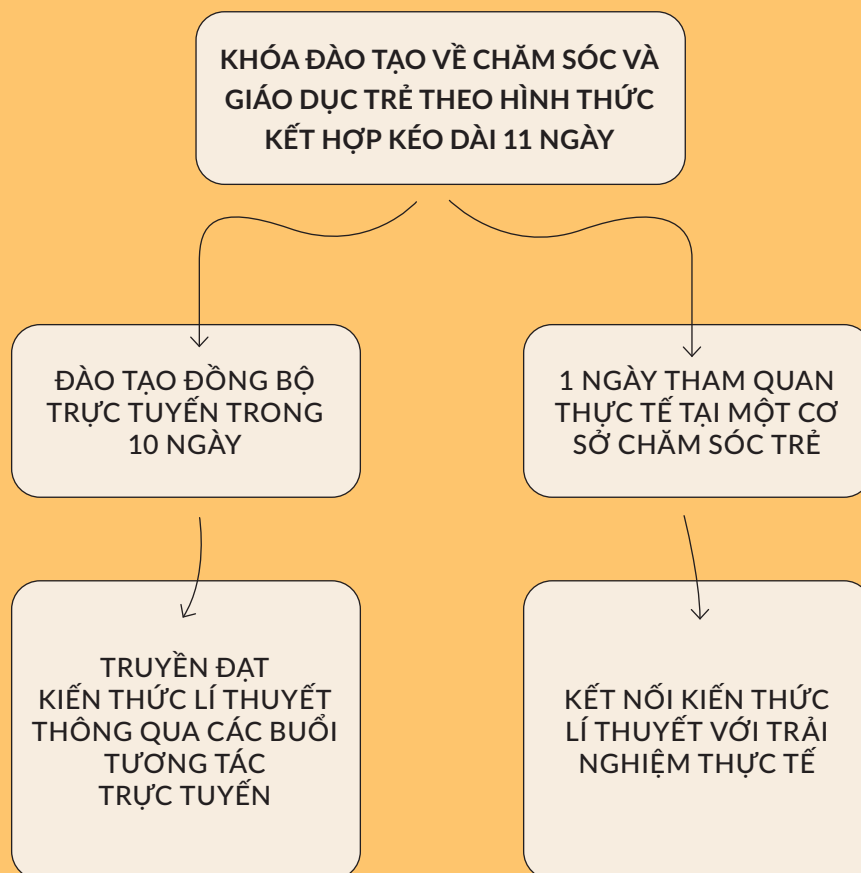 KHÓA ĐÀO TẠO VỀ CHĂM SÓC VÀ
GIÁO DỤC TRẺ THEO HÌNH THỨC
KẾT HỢP KÉO DÀI 11 NGÀY
ĐÀO TẠO ĐỒNG BỘ
TRỰC TUYẾN TRONG
10 NGÀY
1 NGÀY THAM QUAN
THỰC TẾ TẠI MỘT CƠ
SỞ CHĂM SÓC TRẺ
TRUYỀN ĐẠT
KIẾN THỨC LÍ THUYẾT
THÔNG QUA CÁC BUỔI
TƯƠNG TÁC
TRỰC TUYẾN
KẾT NỐI KIẾN THỨC
LÍ THUYẾT VỚI TRẢI
NGHIỆM THỰC TẾ